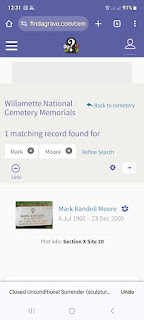 12:31
findagrave.com/cem
Willamette National
Cemetery Memorials
Back to cemetery
1 matching record found for
Mark Moore Refine Search
Less
Mark Randell Moore
6 Jul 1960 – 23 Dec 2005
Plot info: Section X Site 20
Closed Unconditional Surrender (sculptur... Undo